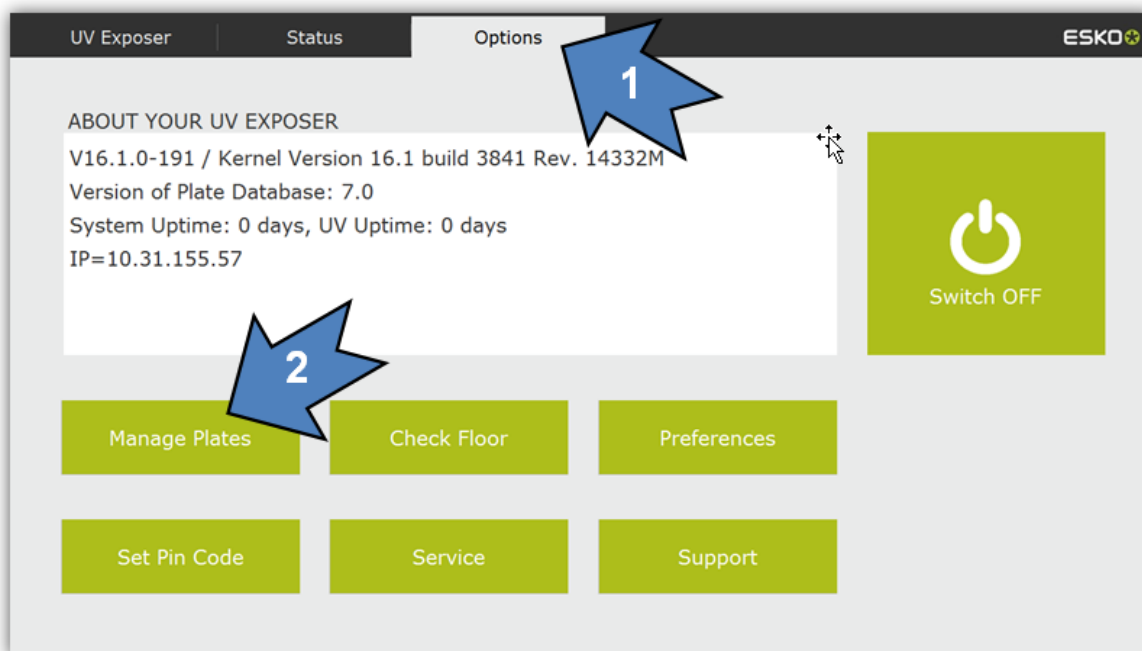 UV Exposer Status Options ESKO
1
ABOUT YOUR UV EXPOSER
V16.1.0-191 / Kernel Version 16.1 build 3841 Rev. 14332M
Version of Plate Database: 7.0
System Uptime: 0 days, UV Uptime: 0 days
IP=10.31.155.57
Switch OFF
2
Manage Plates Check Floor Preferences
Set Pin Code Service Support